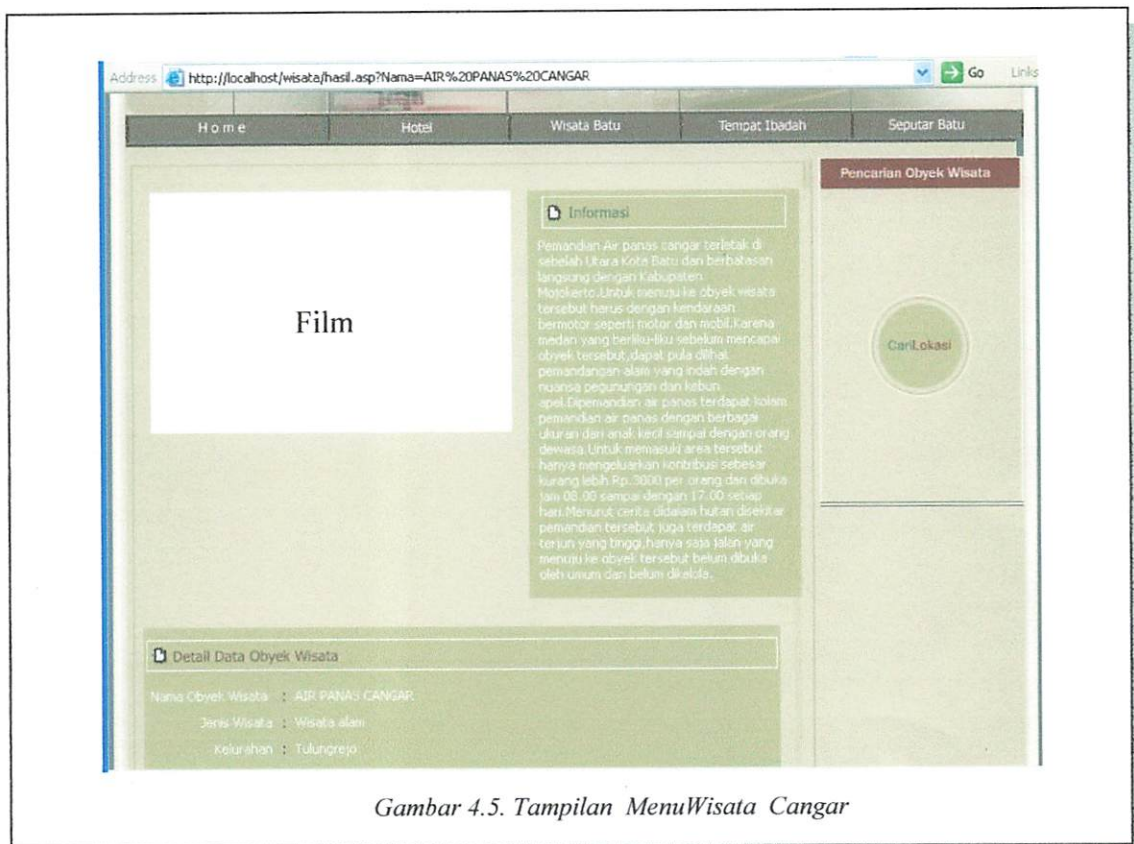 Address http://localhost/wisata/hasil.asp?Nama=AIR%20PANAS%20CANGAR Go Links
Home Hotel Wisata Batu Tempat Ibadah Seputar Batu
Pencarian Obyek Wisata
Film
Informasi
Pemandian Air panas cangar terletak di
sebelah Utara Kota Batu dan berbatasan
langsung dengan Kabupaten
Mojokerto.Untuk menuju ke obyek wisata
tersebut harus dengan kendaraan
bermotor seperti motor dan mobil.Karena
medan yang berliku-liku sebelum mencapai
obyek tersebut,dapat pula dilihat
pemandangan alam yang indah dengan
nuansa pegunungan dan kebun
apel.Dipemandian air panas terdapat kolam
pemandian air panas dengan berbagai
ukuran dari anak kecil sampai dengan orang
dewasa.Untuk memasuki area tersebut
hanya mengeluarkan kontribusi sebesar
kurang lebih Rp.3000 per orang dan dibuka
jam 08.00 sampai dengan 17.00 setiap
hari.Menurut cerita didalam hutan disekitar
pemandian tersebut juga terdapat air
terjun yang tinggi,hanya saja jalan yang
menuju ke obyek tersebut belum dibuka
oleh umum dan belum dikelola.
CariLokasi
Detail Data Obyek Wisata
Nama Obyek Wisata : AIR PANAS CANGAR
Jenis Wisata : Wisata alam
Kelurahan : Tulungrejo
Gambar 4.5. Tampilan MenuWisata Cangar